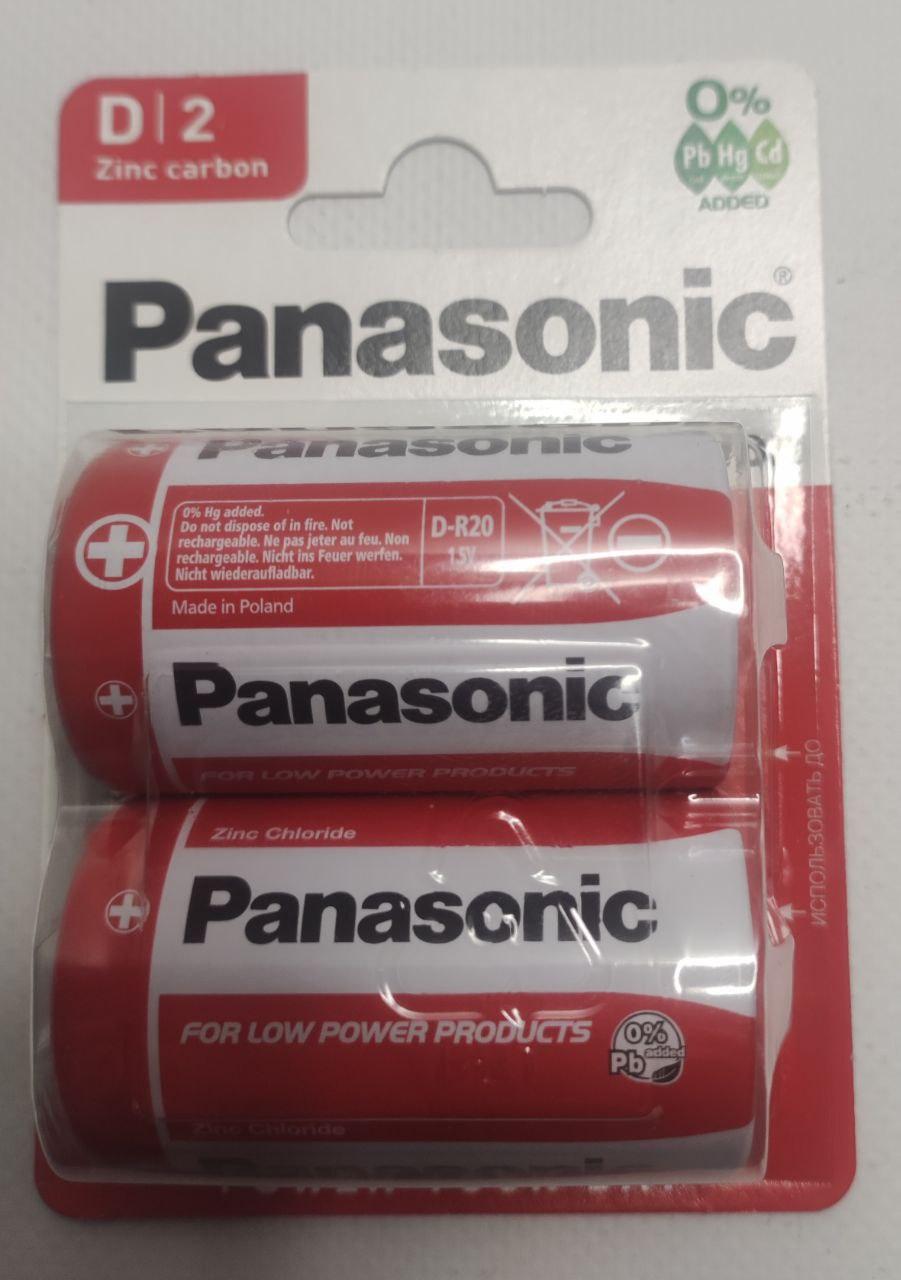 D|2
Zinc carbon
0%
Pb Hg Cd
ADDED
Panasonic®
Panasonic
0% Hg added.
Do not dispose of in fire. Not
rechargeable. Ne pas jeter au feu. Non
rechargeable. Nicht ins Feuer werfen.
Nicht wiederaufladbar.
D-R20
1.5V
Made in Poland
Panasonic
FOR LOW POWER PRODUCTS
ИСПОЛЬЗОВАТЬ ДО
Zinc Chloride
Panasonic
FOR LOW POWER PRODUCTS
0%
Pb added
Zinc Chloride
Panasonic